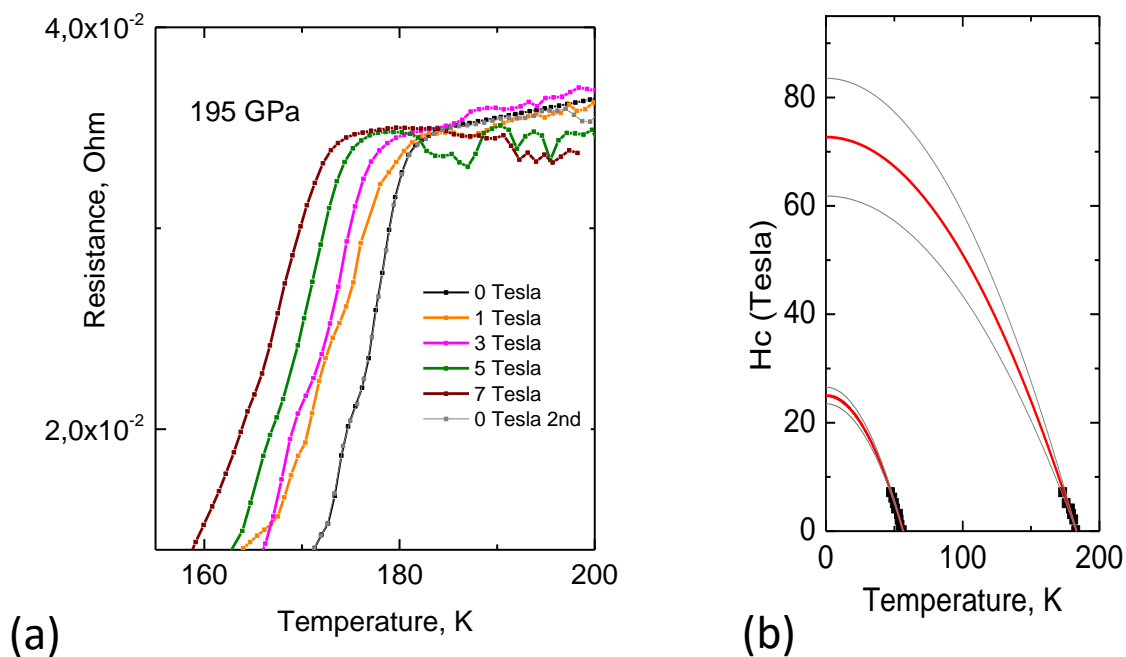 4,0x10⁻²
195 GPa
Resistance, Ohm
2,0x10⁻²
0 Tesla
1 Tesla
3 Tesla
5 Tesla
7 Tesla
0 Tesla 2nd
160
180
200
Temperature, K
(a)
80
60
40
20
0
Hc (Tesla)
0
100
200
Temperature, K
(b)